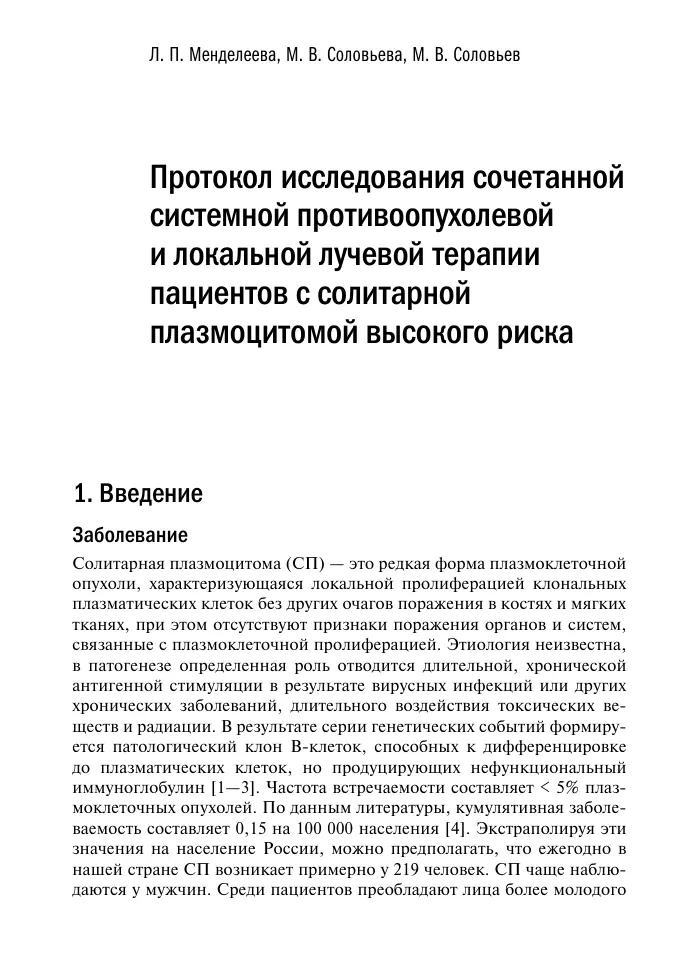 Л. П. Менделеева, М. В. Соловьева, М. В. Соловьев
Протокол исследования сочетанной
системной противоопухолевой
и локальной лучевой терапии
пациентов с солитарной
плазмоцитомой высокого риска
1. Введение
Заболевание
Солитарная плазмоцитома (СП) — это редкая форма плазмоклеточной
опухоли, характеризующаяся локальной пролиферацией клональных
плазматических клеток без других очагов поражения в костях и мягких
тканях, при этом отсутствуют признаки поражения органов и систем,
связанные с плазмоклеточной пролиферацией. Этиология неизвестна,
в патогенезе определенная роль отводится длительной, хронической
антигенной стимуляции в результате вирусных инфекций или других
хронических заболеваний, длительного воздействия токсических ве-
ществ и радиации. В результате серии генетических событий формиру-
ется патологический клон В-клеток, способных к дифференцировке
до плазматических клеток, но продуцирующих нефункциональный
иммуноглобулин [1—3]. Частота встречаемости составляет < 5% плаз-
моклеточных опухолей. По данным литературы, кумулятивная заболе-
ваемость составляет 0,15 на 100 000 населения [4]. Экстраполируя эти
значения на население России, можно предполагать, что ежегодно в
нашей стране СП возникает примерно у 219 человек. СП чаще наблю-
даются у мужчин. Среди пациентов преобладают лица более молодого